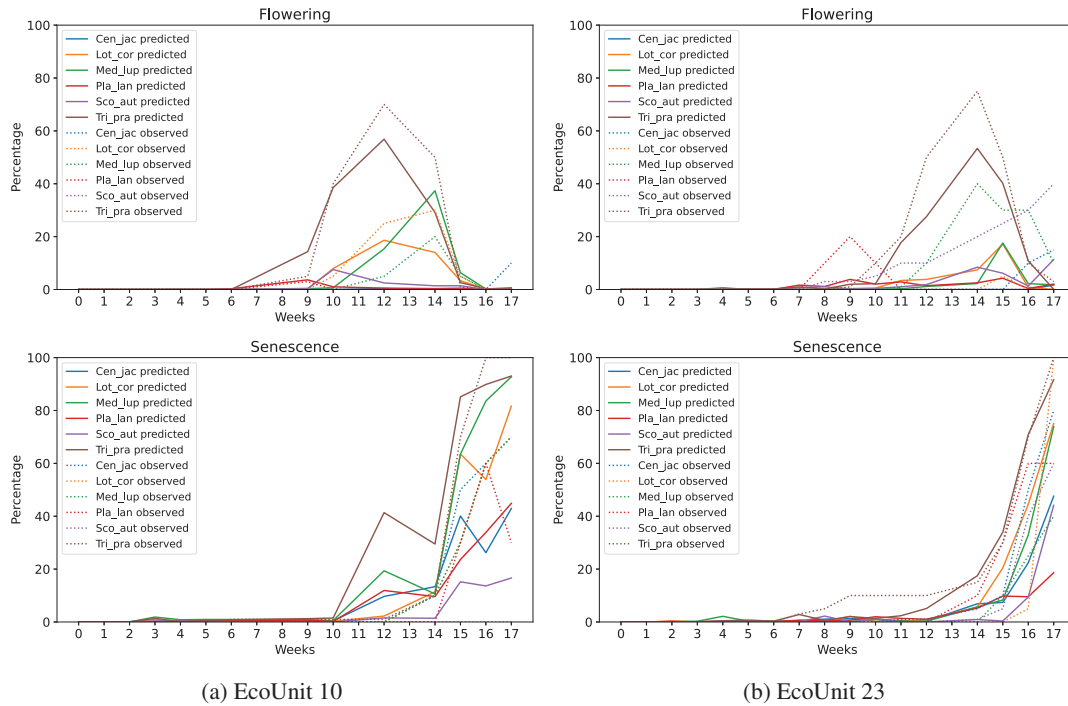 Flowering
100
80
60
40
20
0
Percentage
Cen_jac predicted
Lot_cor predicted
Med_lup predicted
Pla_lan predicted
Sco_aut predicted
Tri_pra predicted
Cen_jac observed
Lot_cor observed
Med_lup observed
Pla_lan observed
Sco_aut observed
Tri_pra observed
0 1 2 3 4 5 6 7 8 9 10 11 12 14 15 16 17
Weeks
Flowering
100
80
60
40
20
0
Percentage
Cen_jac predicted
Lot_cor predicted
Med_lup predicted
Pla_lan predicted
Sco_aut predicted
Tri_pra predicted
Cen_jac observed
Lot_cor observed
Med_lup observed
Pla_lan observed
Sco_aut observed
Tri_pra observed
0 1 2 3 4 5 6 7 8 9 10 11 12 14 15 16 17
Weeks
Senescence
100
80
60
40
20
0
Percentage
Cen_jac predicted
Lot_cor predicted
Med_lup predicted
Pla_lan predicted
Sco_aut predicted
Tri_pra predicted
Cen_jac observed
Lot_cor observed
Med_lup observed
Pla_lan observed
Sco_aut observed
Tri_pra observed
0 1 2 3 4 5 6 7 8 9 10 11 12 14 15 16 17
Weeks
Senescence
100
80
60
40
20
0
Percentage
Cen_jac predicted
Lot_cor predicted
Med_lup predicted
Pla_lan predicted
Sco_aut predicted
Tri_pra predicted
Cen_jac observed
Lot_cor observed
Med_lup observed
Pla_lan observed
Sco_aut observed
Tri_pra observed
0 1 2 3 4 5 6 7 8 9 10 11 12 14 15 16 17
Weeks
(a) EcoUnit 10
(b) EcoUnit 23